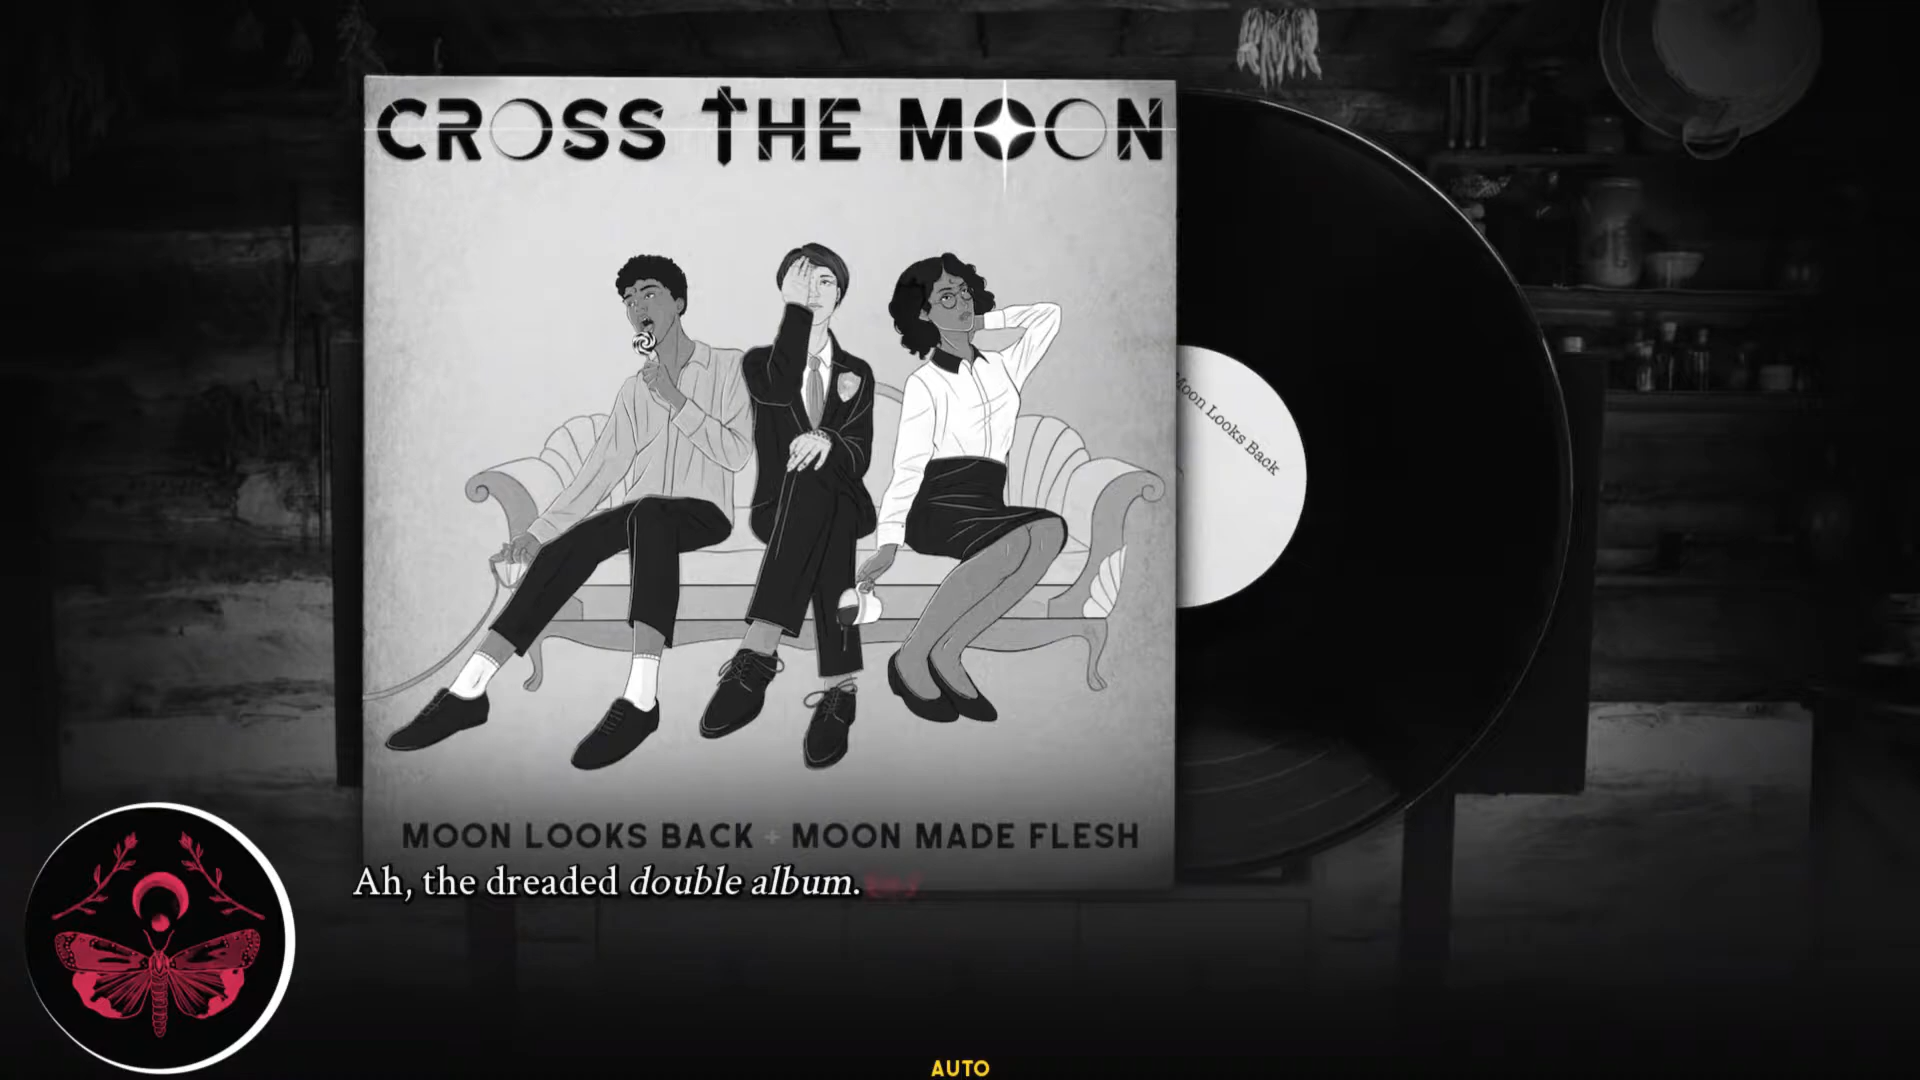 CROSS THE MOON
Moon Looks Back
MOON LOOKS BACK + MOON MADE FLESH
Ah, the dreaded double album.
AUTO